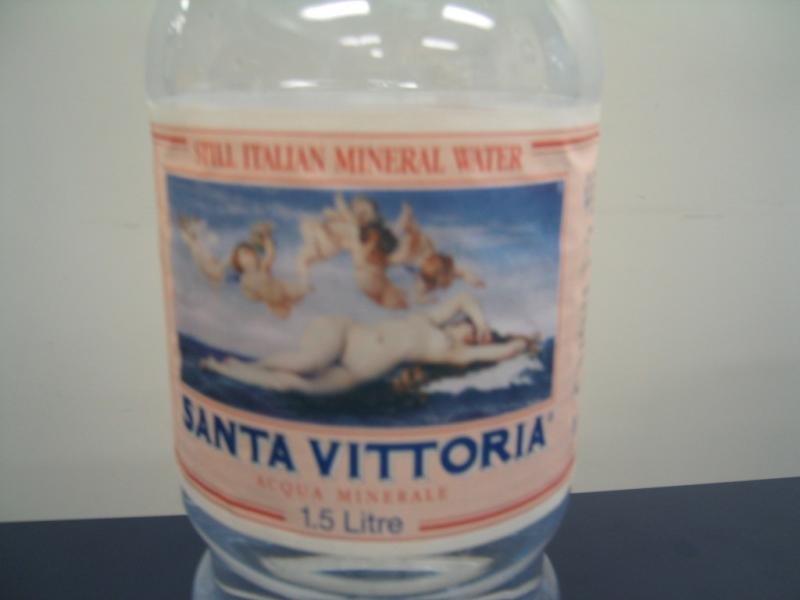 STILL ITALIAN MINERAL WATER
SANTA VITTORIA
ACQUA MINERALE
1.5 Litre